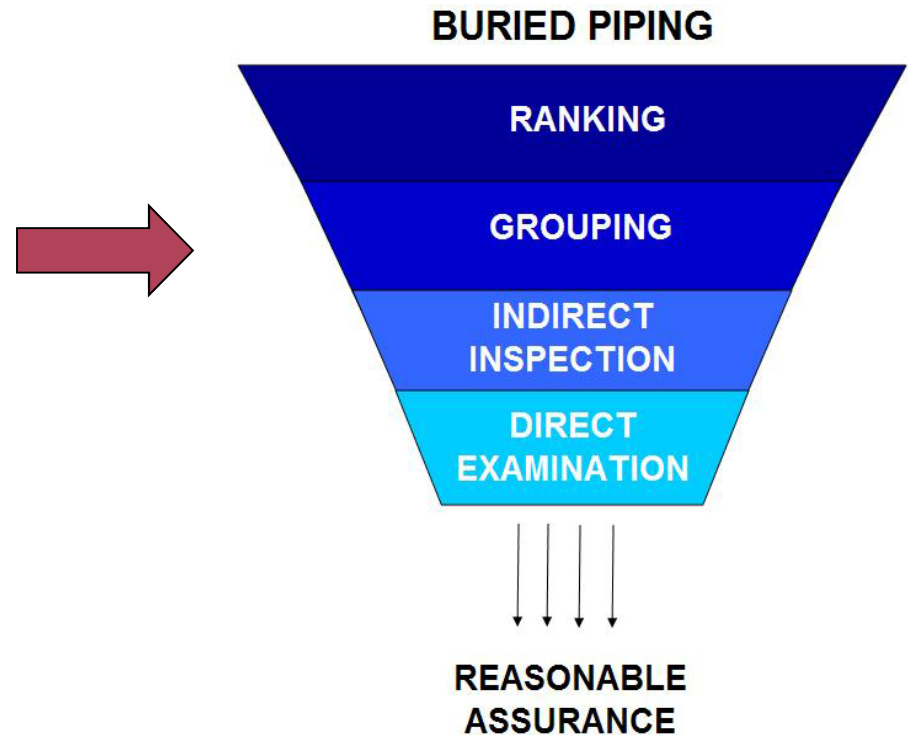 BURIED PIPING
RANKING
GROUPING
INDIRECT
INSPECTION
DIRECT
EXAMINATION
REASONABLE
ASSURANCE